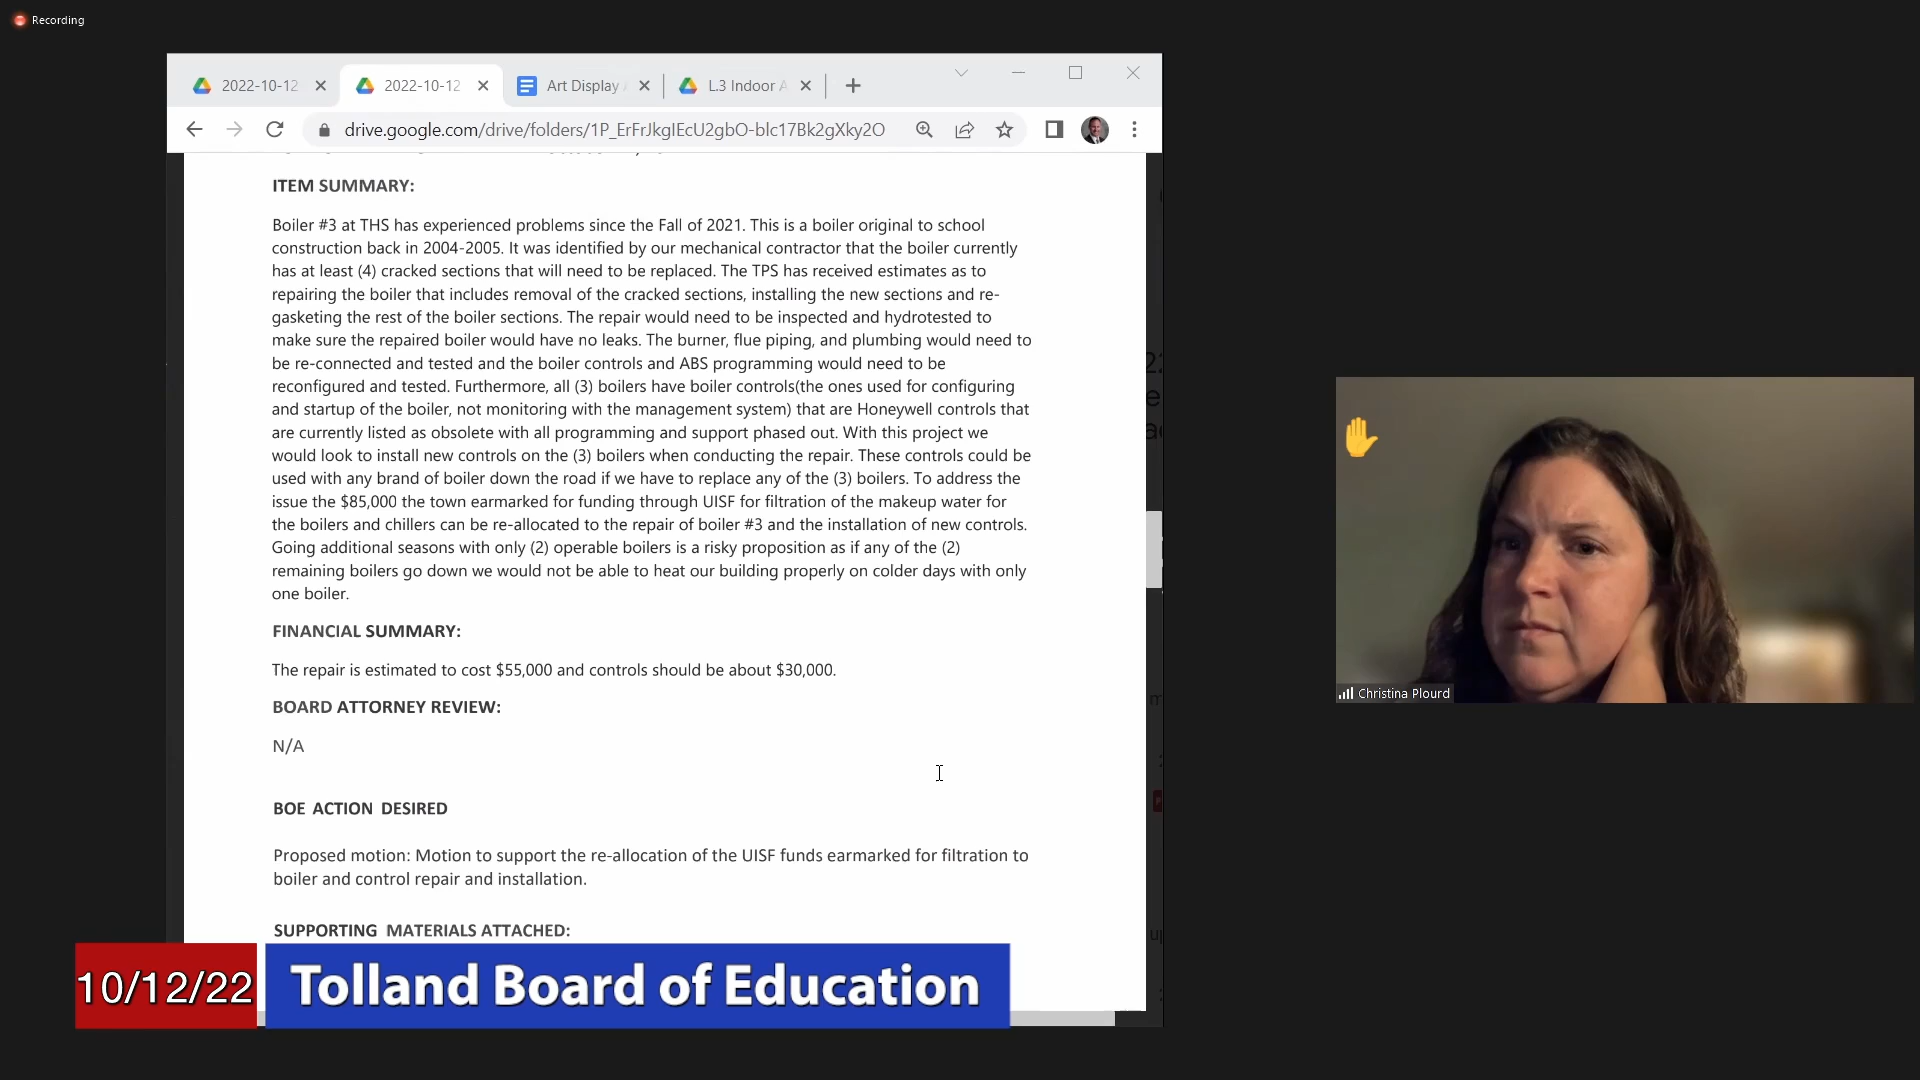 Recording
2022-10-12
2022-10-12
Art Display
L.3 Indoor A
drive.google.com/drive/folders/1P_ErFrJkgIEcU2gbO-blc17Bk2gXky2O
ITEM SUMMARY:
Boiler #3 at THS has experienced problems since the Fall of 2021. This is a boiler original to school
construction back in 2004-2005. It was identified by our mechanical contractor that the boiler currently
has at least (4) cracked sections that will need to be replaced. The TPS has received estimates as to
repairing the boiler that includes removal of the cracked sections, installing the new sections and re-
gasketing the rest of the boiler sections. The repair would need to be inspected and hydrotested to
make sure the repaired boiler would have no leaks. The burner, flue piping, and plumbing would need to
be re-connected and tested and the boiler controls and ABS programming would need to be
reconfigured and tested. Furthermore, all (3) boilers have boiler controls(the ones used for configuring
and startup of the boiler, not monitoring with the management system) that are Honeywell controls that
are currently listed as obsolete with all programming and support phased out. With this project we
would look to install new controls on the (3) boilers when conducting the repair. These controls could be
used with any brand of boiler down the road if we have to replace any of the (3) boilers. To address the
issue the $85,000 the town earmarked for funding through UISF for filtration of the makeup water for
the boilers and chillers can be re-allocated to the repair of boiler #3 and the installation of new controls.
Going additional seasons with only (2) operable boilers is a risky proposition as if any of the (2)
remaining boilers go down we would not be able to heat our building properly on colder days with only
one boiler.
FINANCIAL SUMMARY:
The repair is estimated to cost $55,000 and controls should be about $30,000.
BOARD ATTORNEY REVIEW:
N/A
BOE ACTION DESIRED
Proposed motion: Motion to support the re-allocation of the UISF funds earmarked for filtration to
boiler and control repair and installation.
SUPPORTING MATERIALS ATTACHED:
Christina Plourd
10/12/22
Tolland Board of Education